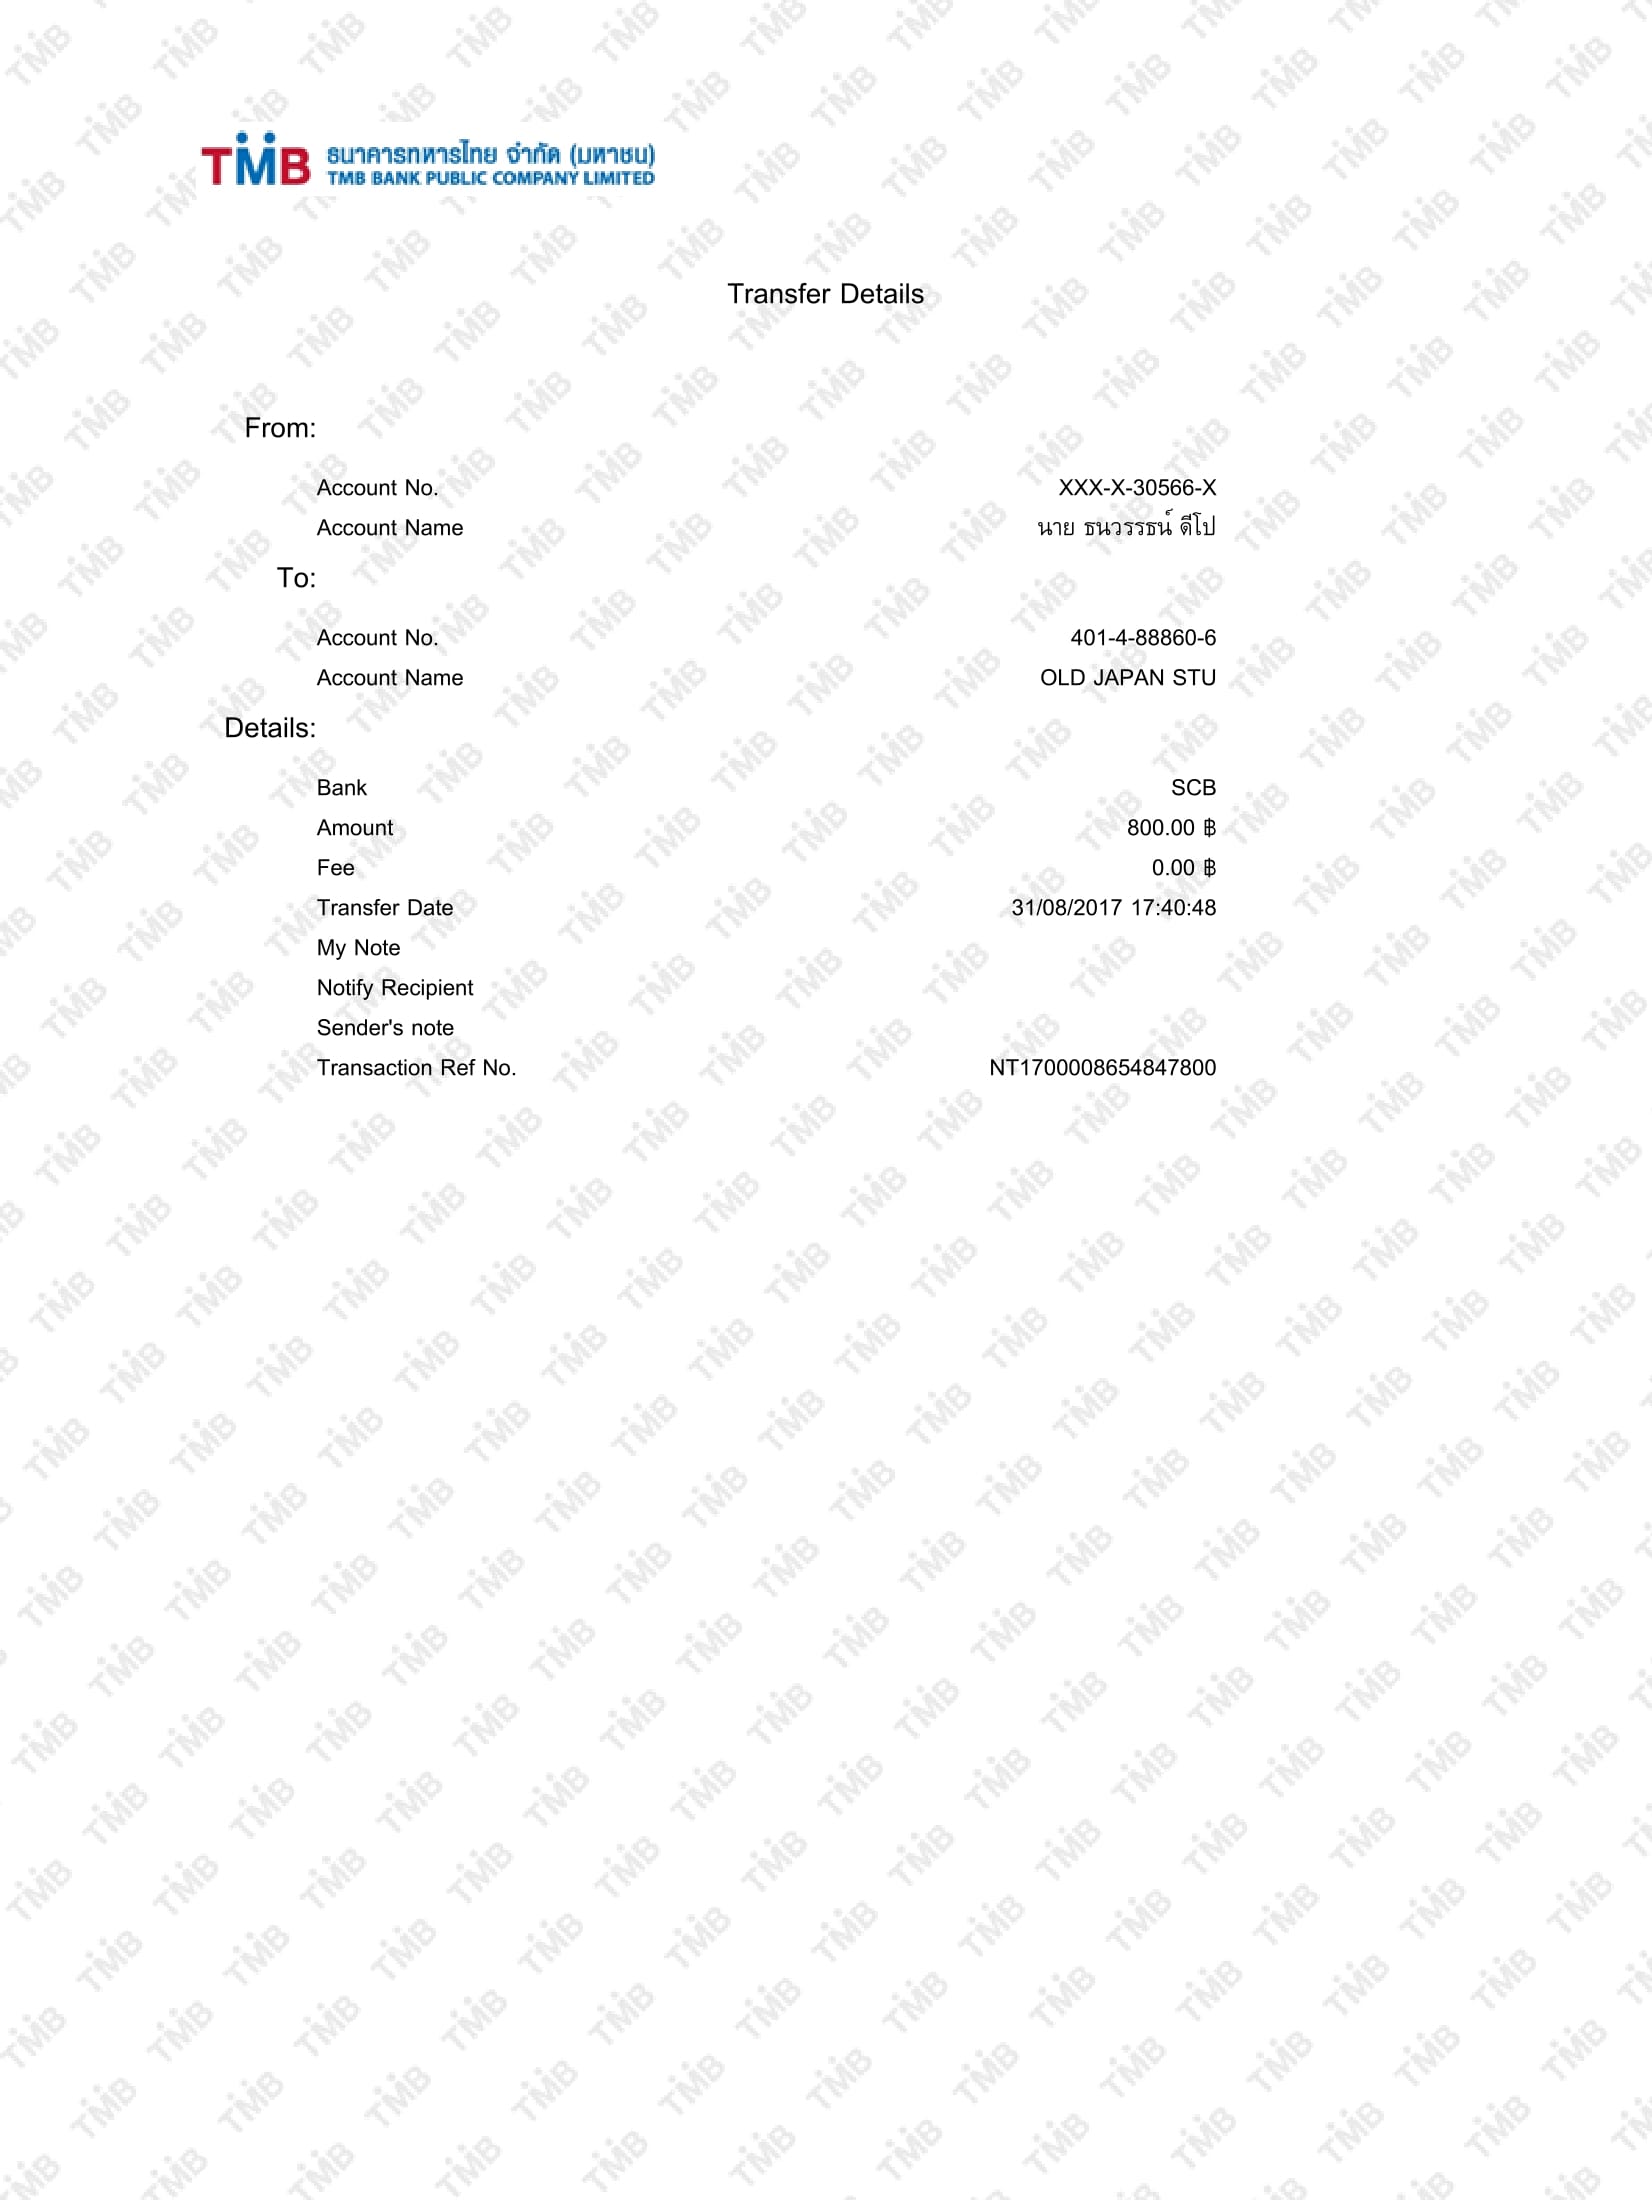 TMB ธนาคารทหารไทย จำกัด (มหาชน)
TMB BANK PUBLIC COMPANY LIMITED
Transfer Details
From:
Account No. XXX-X-30566-X
Account Name นาย ธนวรรธน์ ดีโป
To:
Account No. 401-4-88860-6
Account Name OLD JAPAN STU
Details:
Bank SCB
Amount 800.00 ฿
Fee 0.00 ฿
Transfer Date 31/08/2017 17:40:48
My Note
Notify Recipient
Sender's note
Transaction Ref No. NT1700008654847800